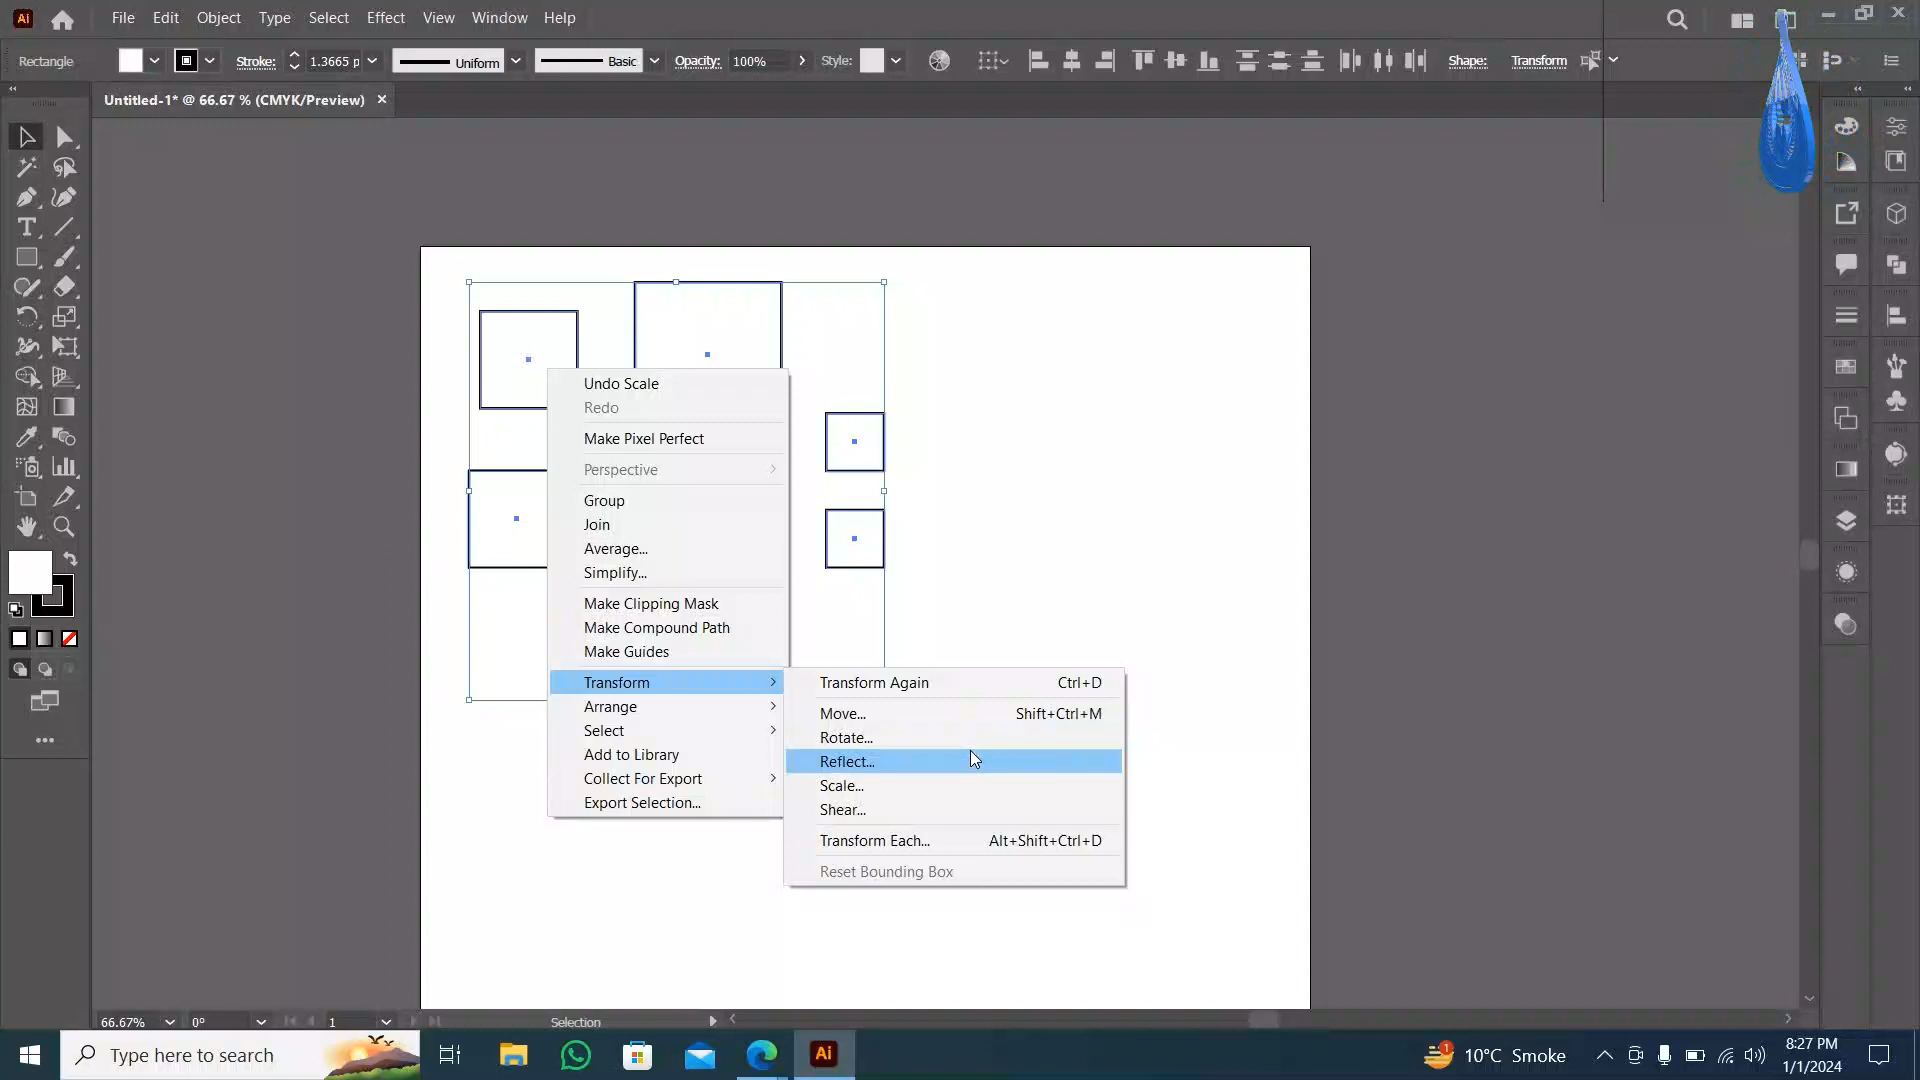 Ai File Edit Object Type Select Effect View Window Help
Rectangle Stroke: 1.3665 p Uniform Basic Opacity: 100% Style: Shape: Transform
Untitled-1* @ 66.67 % (CMYK/Preview)
Undo Scale
Redo
Make Pixel Perfect
Perspective
Group
Join
Average...
Simplify...
Make Clipping Mask
Make Compound Path
Make Guides
Transform
Arrange
Select
Add to Library
Collect For Export
Export Selection...
Transform Again Ctrl+D
Move... Shift+Ctrl+M
Rotate...
Reflect...
Scale...
Shear...
Transform Each... Alt+Shift+Ctrl+D
Reset Bounding Box
66.67% 0° 1 Selection
Type here to search Ai 1 10°C Smoke 8:27 PM
1/1/2024